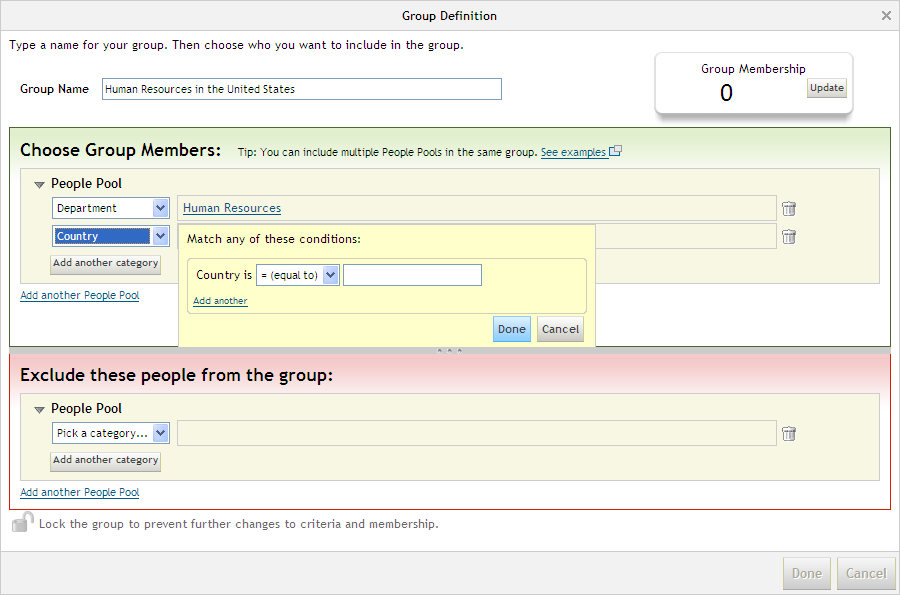 Group Definition
Type a name for your group. Then choose who you want to include in the group.
Group Membership
0
Update
Group Name
Human Resources in the United States
Choose Group Members:
Tip: You can include multiple People Pools in the same group. See examples
People Pool
Department
Human Resources
Country
Match any of these conditions:
Country is
= (equal to)
Add another
Done
Cancel
Add another category
Add another People Pool
Exclude these people from the group:
People Pool
Pick a category...
Add another category
Add another People Pool
Lock the group to prevent further changes to criteria and membership.
Done
Cancel